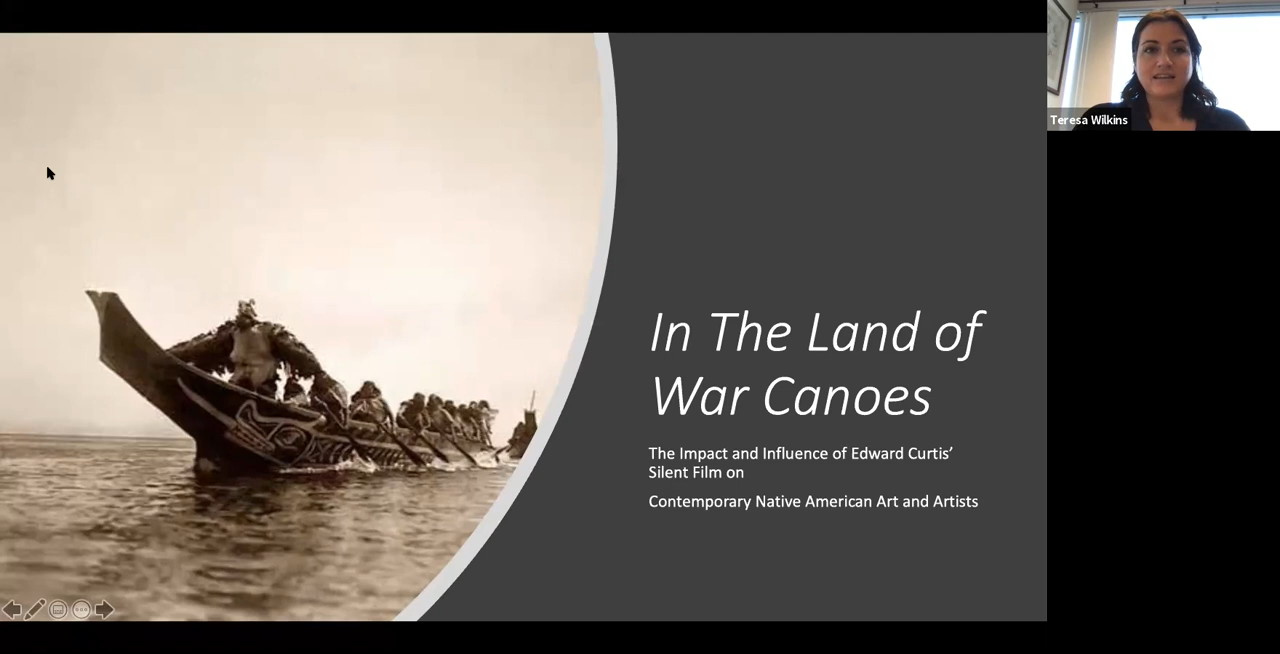 Teresa Wilkins
In The Land of
War Canoes
The Impact and Influence of Edward Curtis’
Silent Film on
Contemporary Native American Art and Artists